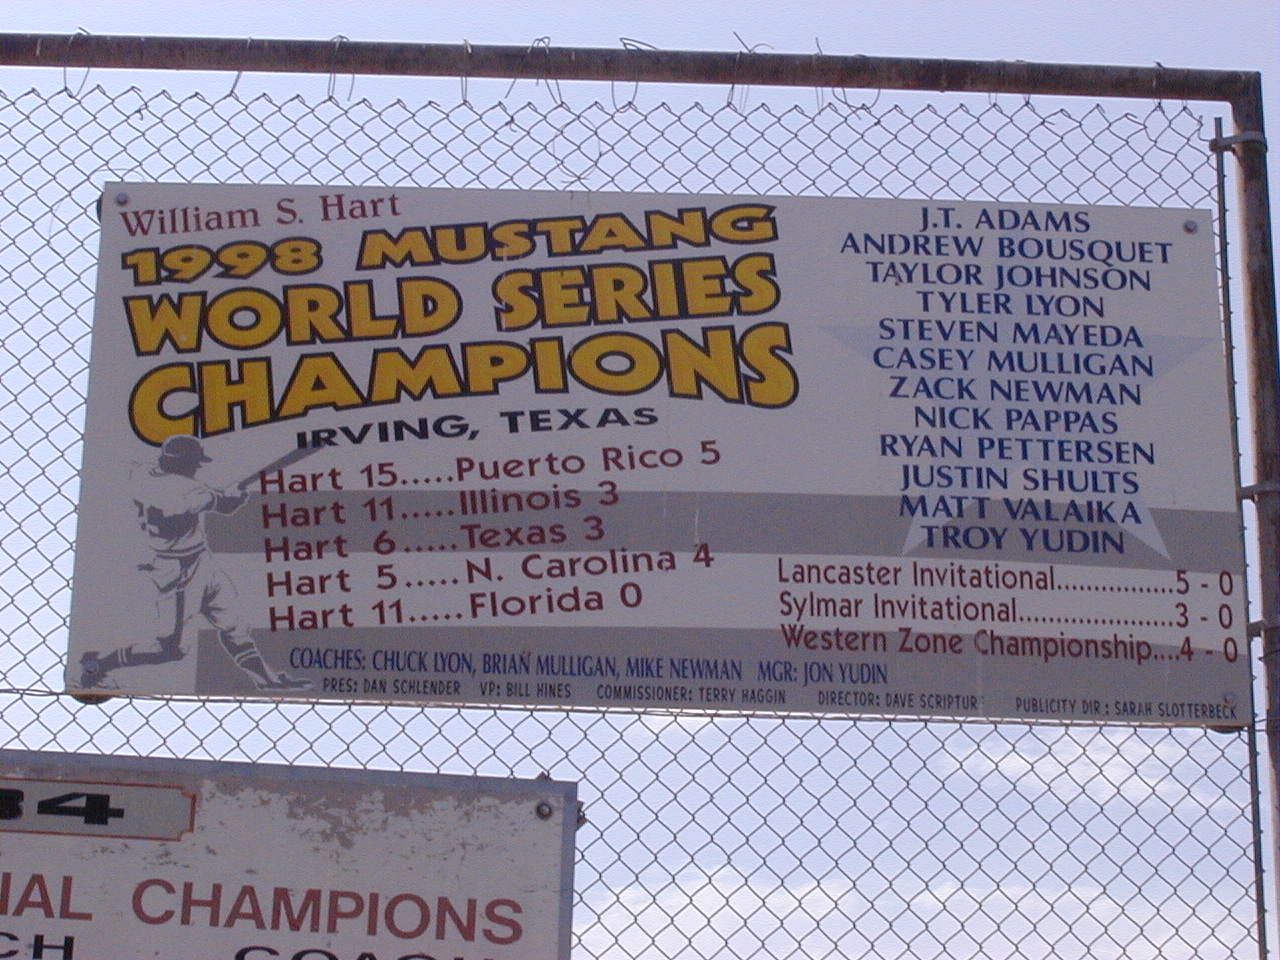 William S. Hart
1998 MUSTANG
WORLD SERIES
CHAMPIONS
IRVING, TEXAS
Hart 15.....Puerto Rico 5
Hart 11.....Illinois 3
Hart 6.....Texas 3
Hart 5.....N. Carolina 4
Hart 11.....Florida 0
J.T. ADAMS
ANDREW BOUSQUET
TAYLOR JOHNSON
TYLER LYON
STEVEN MAYEDA
CASEY MULLIGAN
ZACK NEWMAN
NICK PAPPAS
RYAN PETTERSEN
JUSTIN SHULTS
MATT VALAIKA
TROY YUDIN
Lancaster Invitational................5 - 0
Sylmar Invitational.....................3 - 0
Western Zone Championship....4 - 0
COACHES: CHUCK LYON, BRIAN MULLIGAN, MIKE NEWMAN MGR: JON YUDIN
PRES: DAN SCHLENDER VP: BILL HINES COMMISSIONER: TERRY HAGGIN DIRECTOR: DAVE SCRIPTUR PUBLICITY DIR: SARAH SLOTTERBECK
84
NAL CHAMPIONS
CH COACH